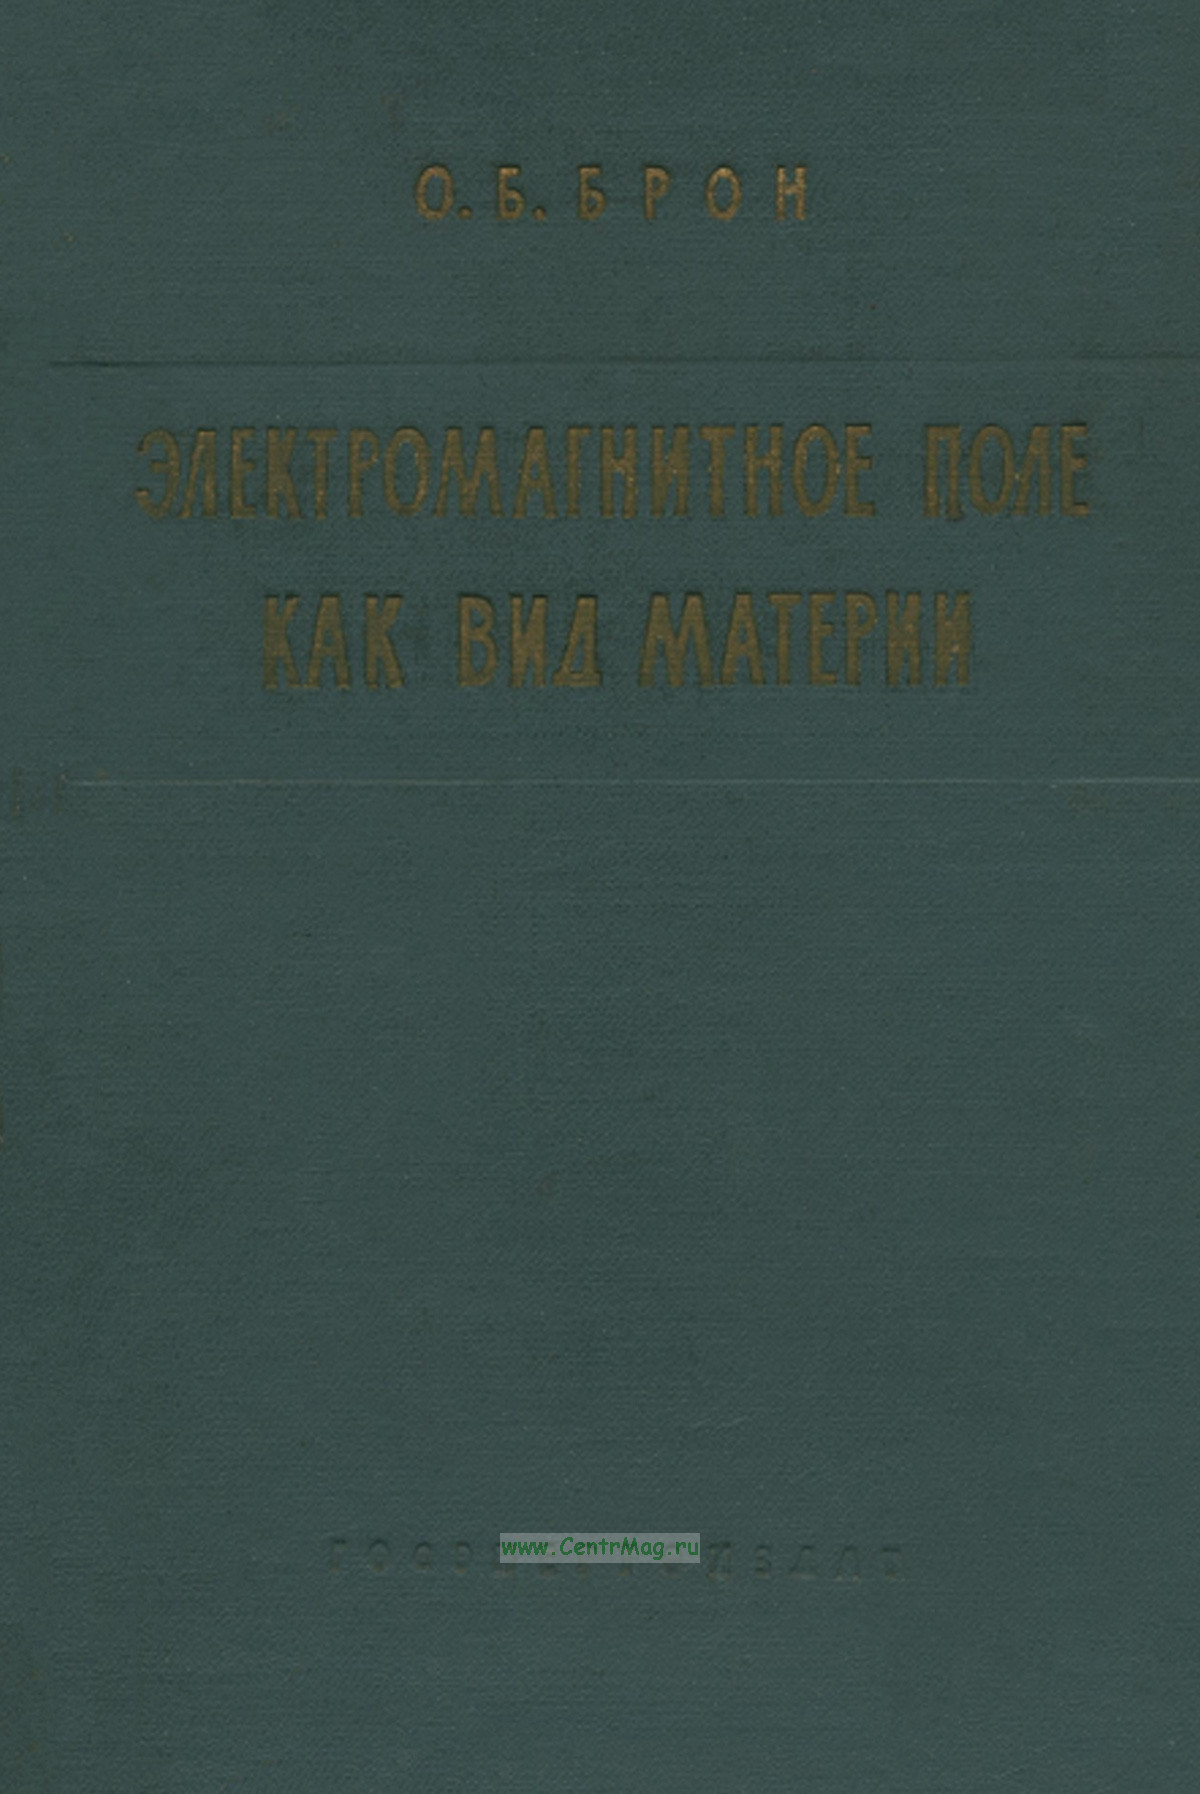 О. Б. БРОН
ЭЛЕКТРОМАГНИТНОЕ ПОЛЕ
КАК ВИД МАТЕРИИ
www.CentrMag.ru